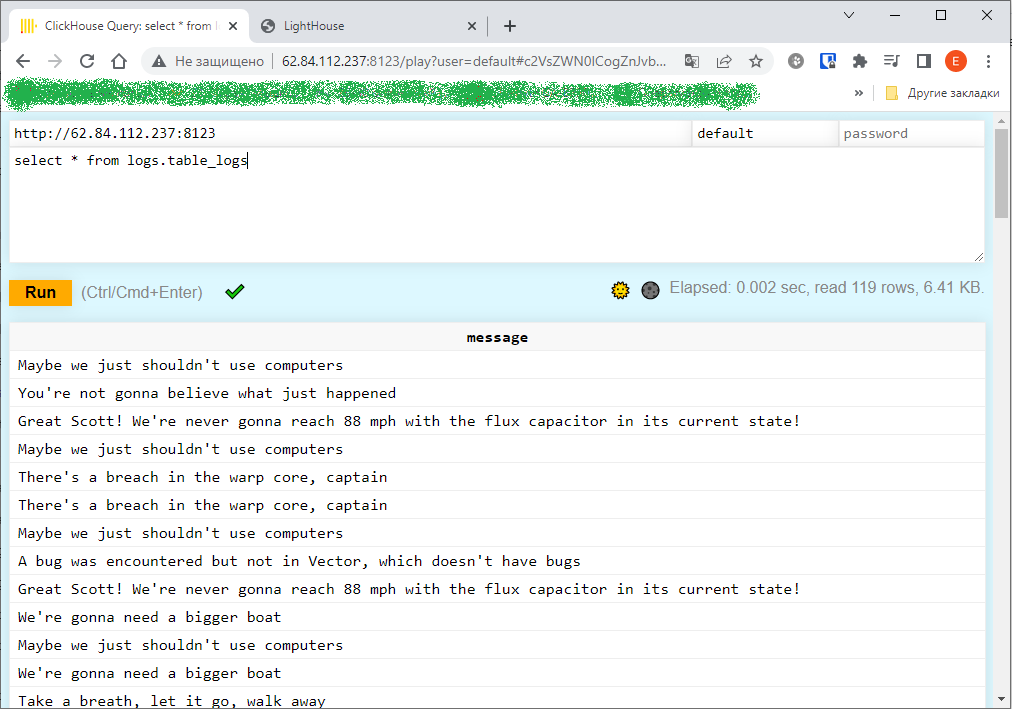 ClickHouse Query: select * from l
LightHouse
Не защищено
62.84.112.237:8123/play?user=default#c2VsZWN0ICogZnJvb...
E
»
Другие закладки
http://62.84.112.237:8123
default
password
select * from logs.table_logs
Run
(Ctrl/Cmd+Enter)
Elapsed: 0.002 sec, read 119 rows, 6.41 KB.
message
Maybe we just shouldn't use computers
You're not gonna believe what just happened
Great Scott! We're never gonna reach 88 mph with the flux capacitor in its current state!
Maybe we just shouldn't use computers
There's a breach in the warp core, captain
There's a breach in the warp core, captain
Maybe we just shouldn't use computers
A bug was encountered but not in Vector, which doesn't have bugs
Great Scott! We're never gonna reach 88 mph with the flux capacitor in its current state!
We're gonna need a bigger boat
Maybe we just shouldn't use computers
We're gonna need a bigger boat
Take a breath, let it go, walk away